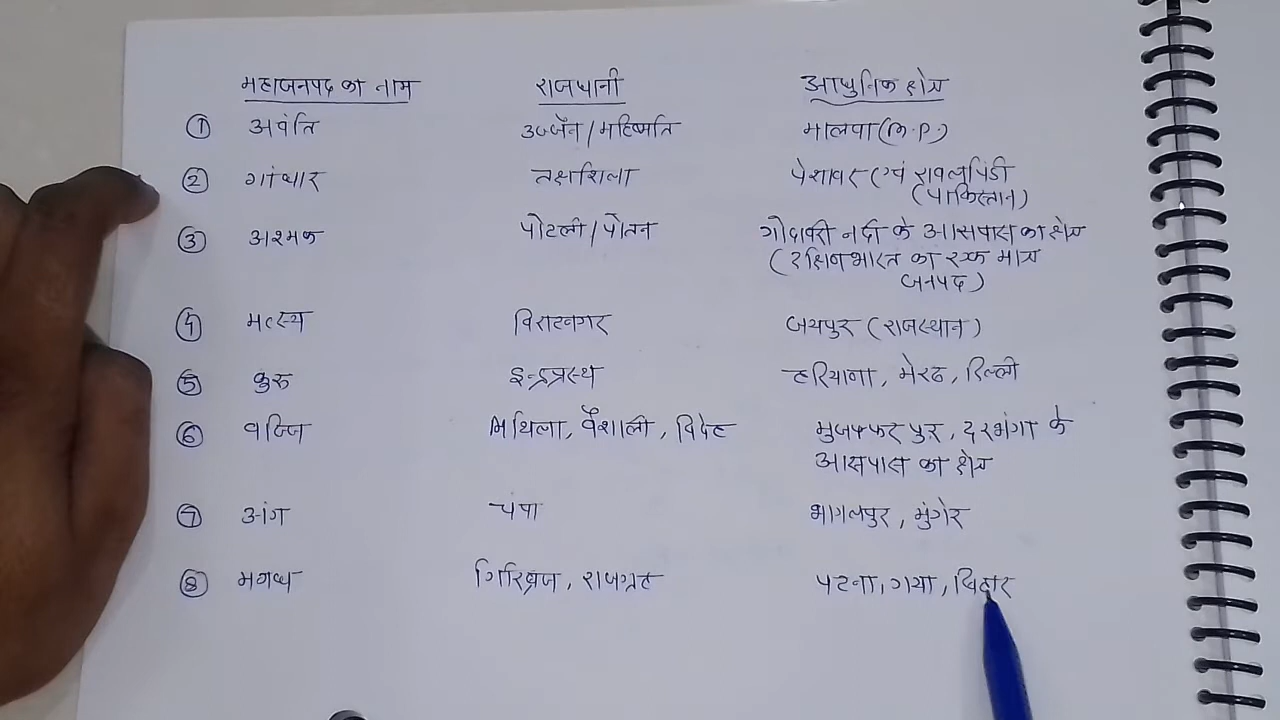 महाजनपद का नाम राजधानी आधुनिक क्षेत्र
① अवंति उज्जैन/महिष्मति मालवा (M.P)
② गांधार तक्षशिला पेशावर एवं रावलपिंडी
(पाकिस्तान)
③ अश्मक पोटली/पोतन गोदावरी नदी के आसपास का क्षेत्र
(दक्षिण भारत का एक मात्र
जनपद)
④ मत्स्य विराटनगर जयपुर (राजस्थान)
⑤ कुरु इन्द्रप्रस्थ हरियाणा, मेरठ, दिल्ली
⑥ वज्जि मिथिला, वैशाली, विदेह मुजफ्फरपुर, दरभंगा के
आसपास का क्षेत्र
⑦ अंग चंपा भागलपुर, मुंगेर
⑧ मगध गिरिव्रज, राजग्रह पटना, गया, बिहार